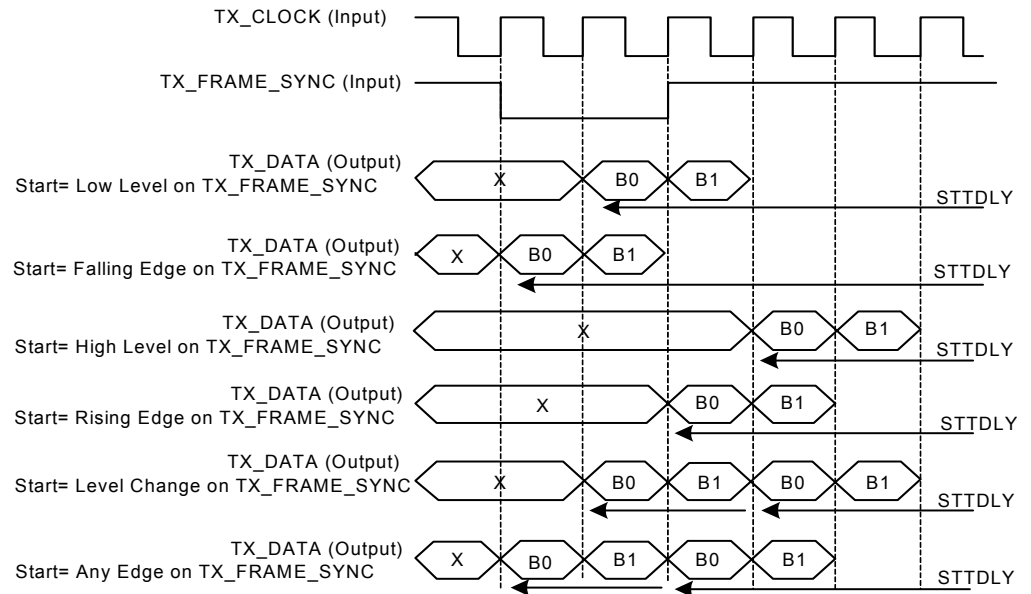 TX_CLOCK (Input)
TX_FRAME_SYNC (Input)
TX_DATA (Output)
Start= Low Level on TX_FRAME_SYNC
X B0 B1
STTDLY
TX_DATA (Output)
Start= Falling Edge on TX_FRAME_SYNC
X B0 B1
STTDLY
TX_DATA (Output)
Start= High Level on TX_FRAME_SYNC
X B0 B1
STTDLY
TX_DATA (Output)
Start= Rising Edge on TX_FRAME_SYNC
X B0 B1
STTDLY
TX_DATA (Output)
Start= Level Change on TX_FRAME_SYNC
X B0 B1 B0 B1
STTDLY
TX_DATA (Output)
Start= Any Edge on TX_FRAME_SYNC
X B0 B1 B0 B1
STTDLY